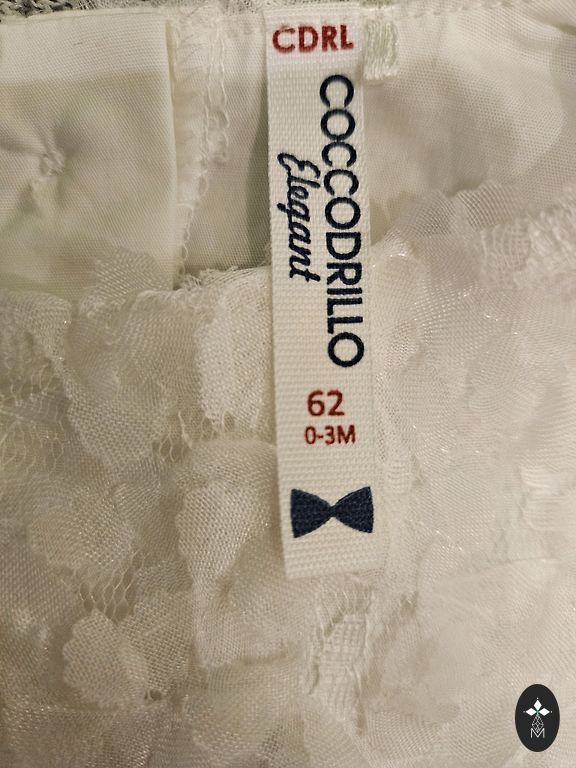 CDRL
COCCODRILLO
Elegant
62
0-3M
M